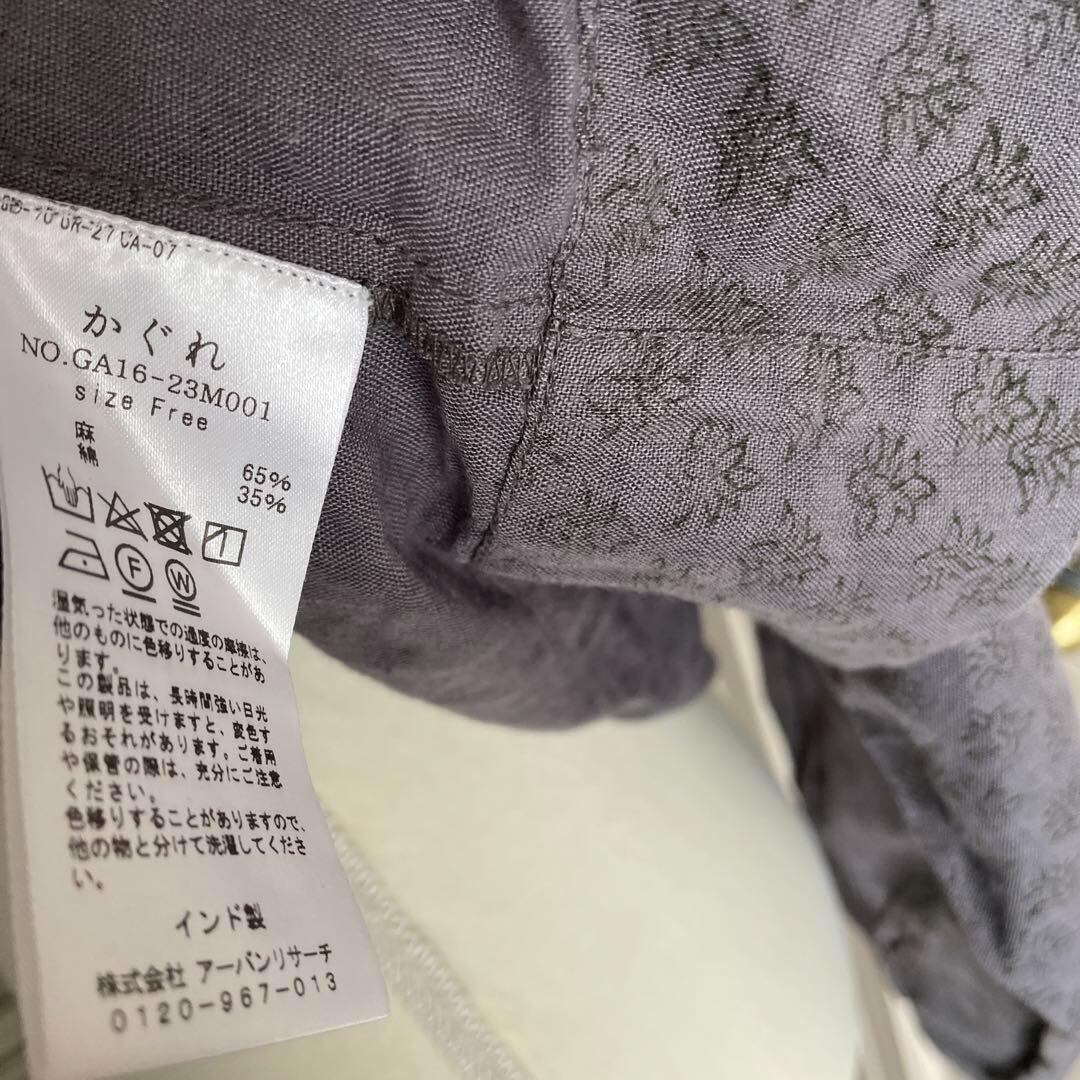 GR-27 CA-07
かぐれ
NO.GA16-23M001
size Free
麻 65%
綿 35%
F W
湿気った状態での過度の摩擦は、
他のものに色移りすることがあ
ります。
この製品は、長時間強い日光
や照明を受けますと、変色す
るおそれがあります。ご着用
や保管の際は、充分にご注意
ください。
色移りすることがありますので、
他の物と分けて洗濯してくださ
い。
インド製
株式会社 アーバンリサーチ
0120-967-013